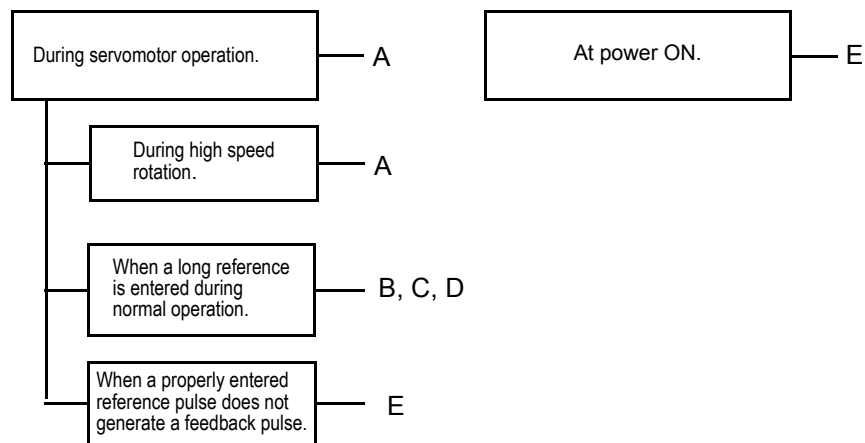 During servomotor operation.
A
At power ON.
E
During high speed
rotation.
A
When a long reference
is entered during
normal operation.
B, C, D
When a properly entered
reference pulse does not
generate a feedback pulse.
E